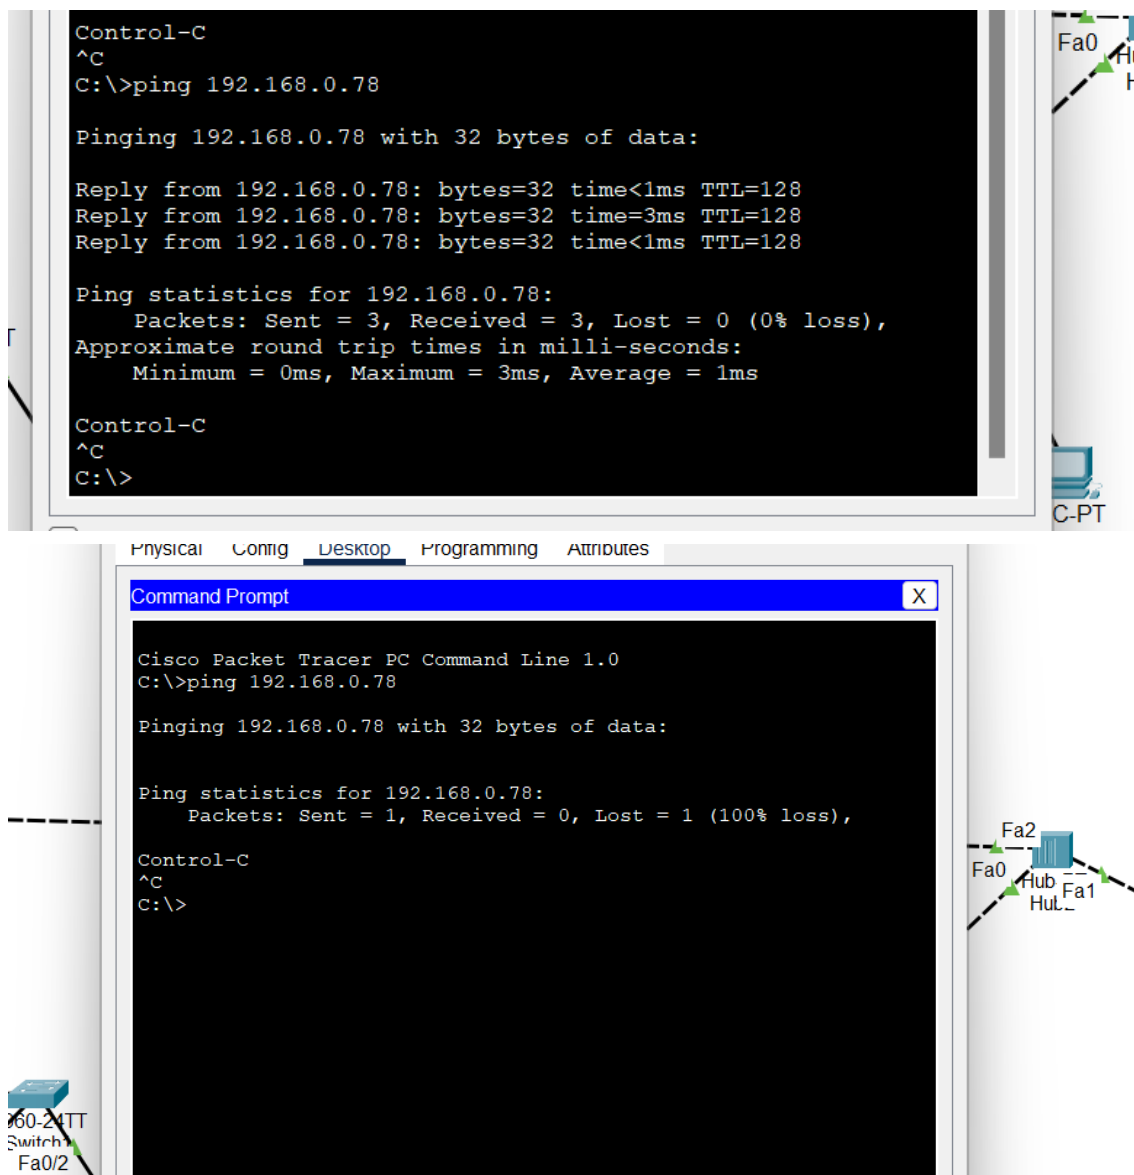 Control-C
^C
C:\>ping 192.168.0.78
Pinging 192.168.0.78 with 32 bytes of data:
Reply from 192.168.0.78: bytes=32 time<1ms TTL=128
Reply from 192.168.0.78: bytes=32 time=3ms TTL=128
Reply from 192.168.0.78: bytes=32 time<1ms TTL=128
Ping statistics for 192.168.0.78:
Packets: Sent = 3, Received = 3, Lost = 0 (0% loss),
Approximate round trip times in milli-seconds:
Minimum = 0ms, Maximum = 3ms, Average = 1ms
Control-C
^C
C:\>
Fa0
C-PT
Physical Config Desktop Programming Attributes
Command Prompt
X
Cisco Packet Tracer PC Command Line 1.0
C:\>ping 192.168.0.78
Pinging 192.168.0.78 with 32 bytes of data:
Ping statistics for 192.168.0.78:
Packets: Sent = 1, Received = 0, Lost = 1 (100% loss),
Control-C
^C
C:\>
Fa2
Fa0
Hub
Fa1
60-24TT
Switch
Fa0/2